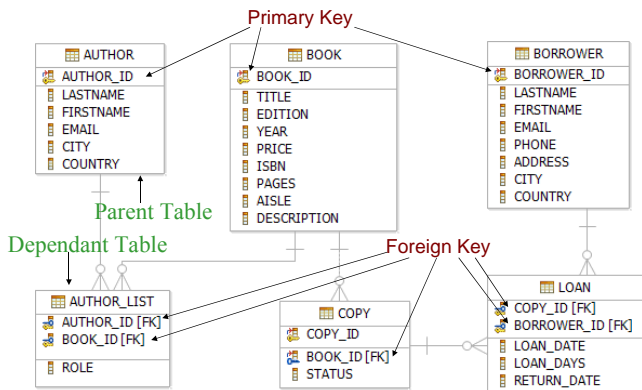 Primary Key
AUTHOR
AUTHOR_ID
LASTNAME
FIRSTNAME
EMAIL
CITY
COUNTRY
BOOK
BOOK_ID
TITLE
EDITION
YEAR
PRICE
ISBN
PAGES
AISLE
DESCRIPTION
BORROWER
BORROWER_ID
LASTNAME
FIRSTNAME
EMAIL
PHONE
ADDRESS
CITY
COUNTRY
Parent Table
Dependant Table
Foreign Key
AUTHOR_LIST
AUTHOR_ID [FK]
BOOK_ID [FK]
ROLE
COPY
COPY_ID
BOOK_ID [FK]
STATUS
LOAN
COPY_ID [FK]
BORROWER_ID [FK]
LOAN_DATE
LOAN_DAYS
RETURN_DATE